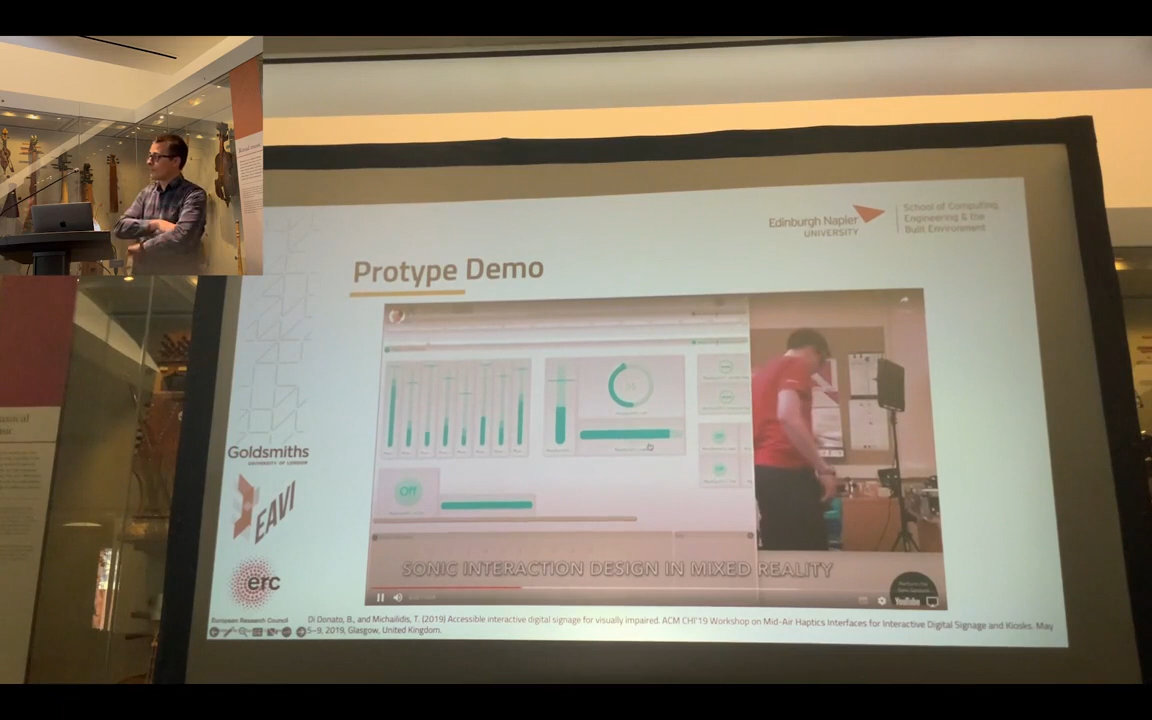 Edinburgh Napier
UNIVERSITY
School of Computing,
Engineering & the
Built Environment
Protype Demo
Off
SONIC INTERACTION DESIGN IN MIXED REALITY
YouTube
Goldsmiths
UNIVERSITY OF LONDON
EAVI
erc
European Research Council
Di Donato, B., and Michailidis, T. (2019) Accessible interactive digital signage for visually impaired. ACM CHI'19 Workshop on Mid-Air Haptics Interfaces for Interactive Digital Signage and Kiosks. May
5–9, 2019, Glasgow, United Kingdom.